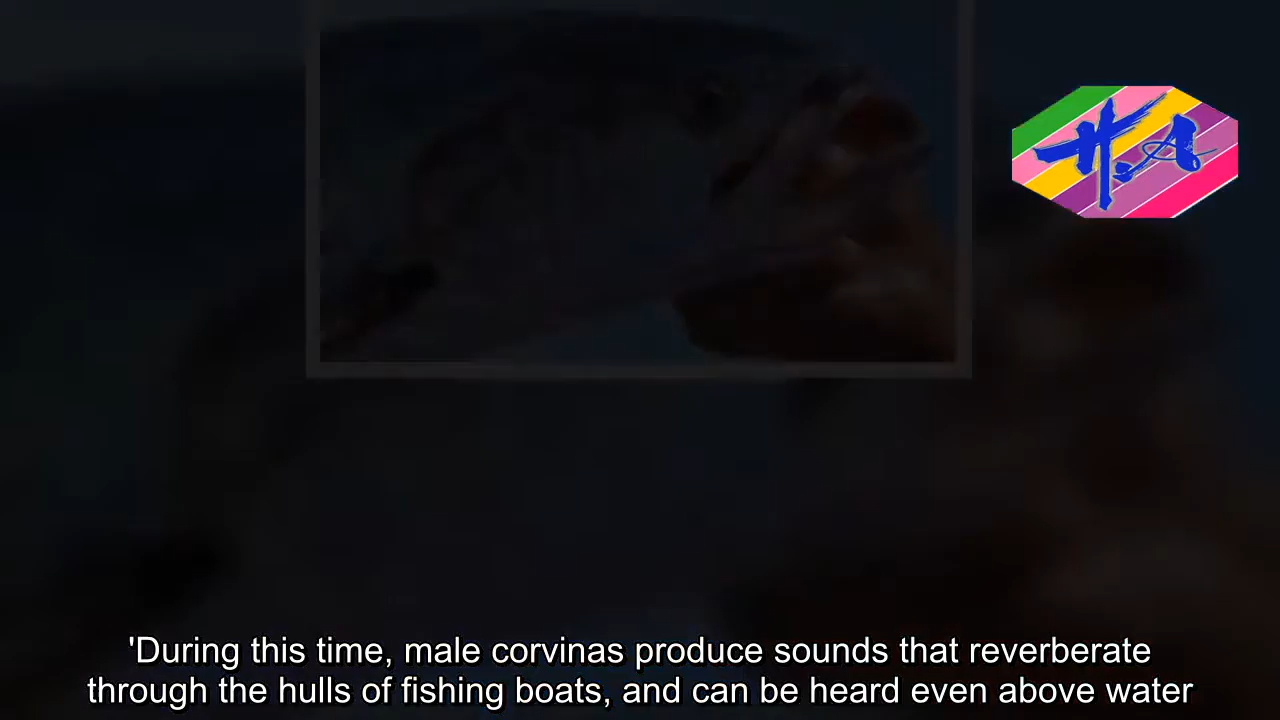 H.A
'During this time, male corvinas produce sounds that reverberate
through the hulls of fishing boats, and can be heard even above water